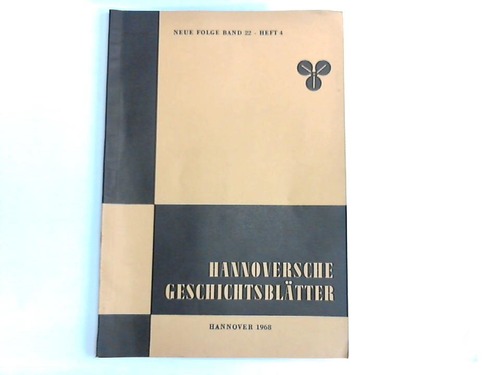 NEUE FOLGE BAND 22 - HEFT 4
HANNOVERSCHE
GESCHICHTSBLÄTTER
HANNOVER 1968